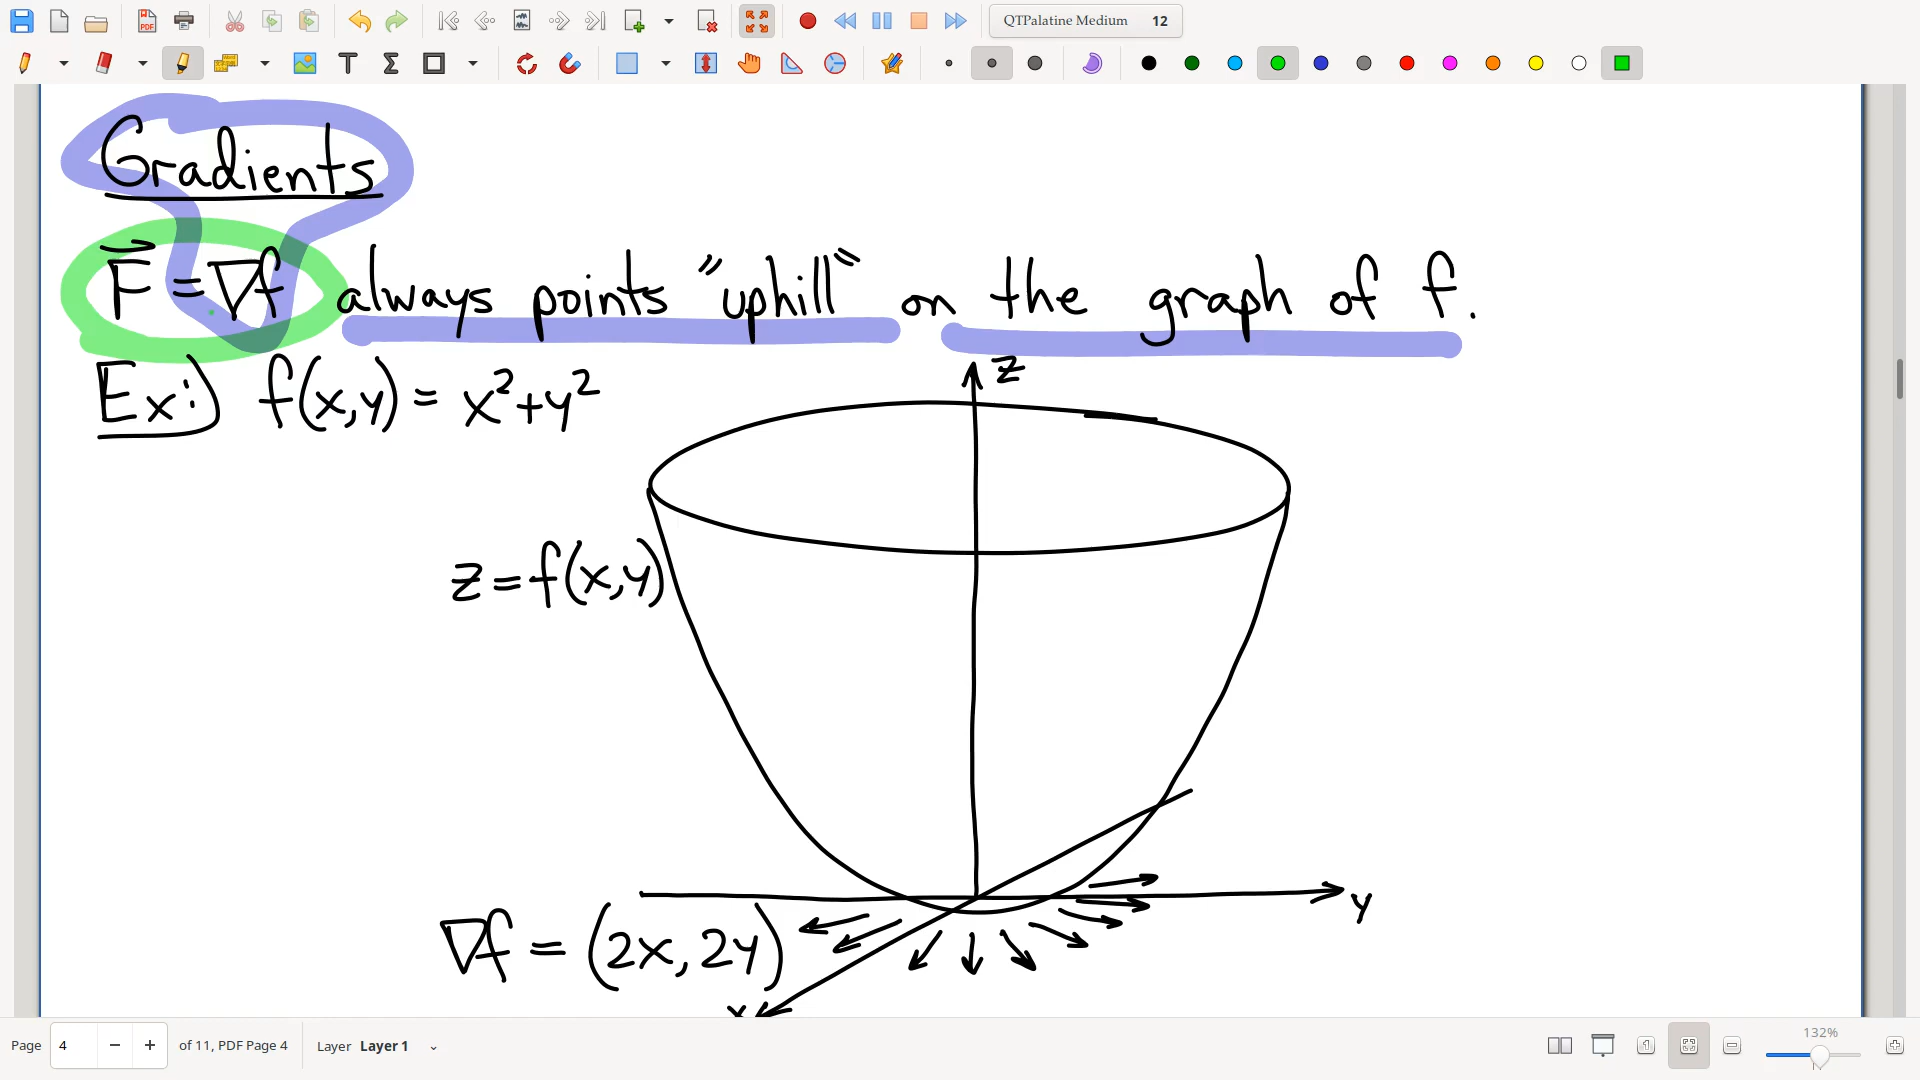 QTPalatine Medium 12
Gradients
F⃗ = ∇f always points "uphill" on the graph of f.
Ex:) f(x,y) = x²+y²
z
z = f(x,y)
y
∇f = (2x, 2y)
x
Page 4 of 11, PDF Page 4 Layer Layer 1
132%